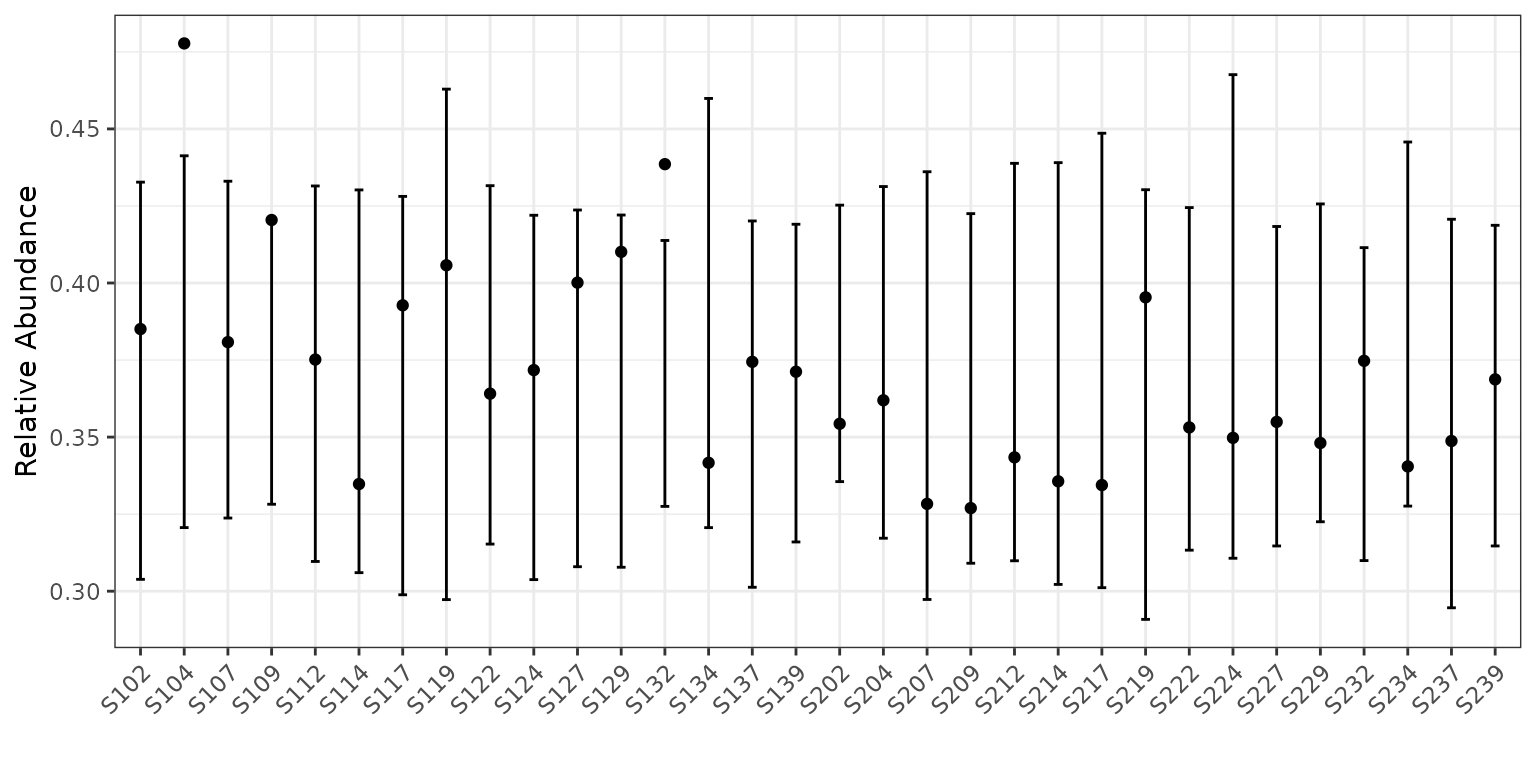 Relative Abundance
0.45
0.40
0.35
0.30
S102
S104
S107
S109
S112
S114
S117
S119
S122
S124
S127
S129
S132
S134
S137
S139
S202
S204
S207
S209
S212
S214
S217
S219
S222
S224
S227
S229
S232
S234
S237
S239